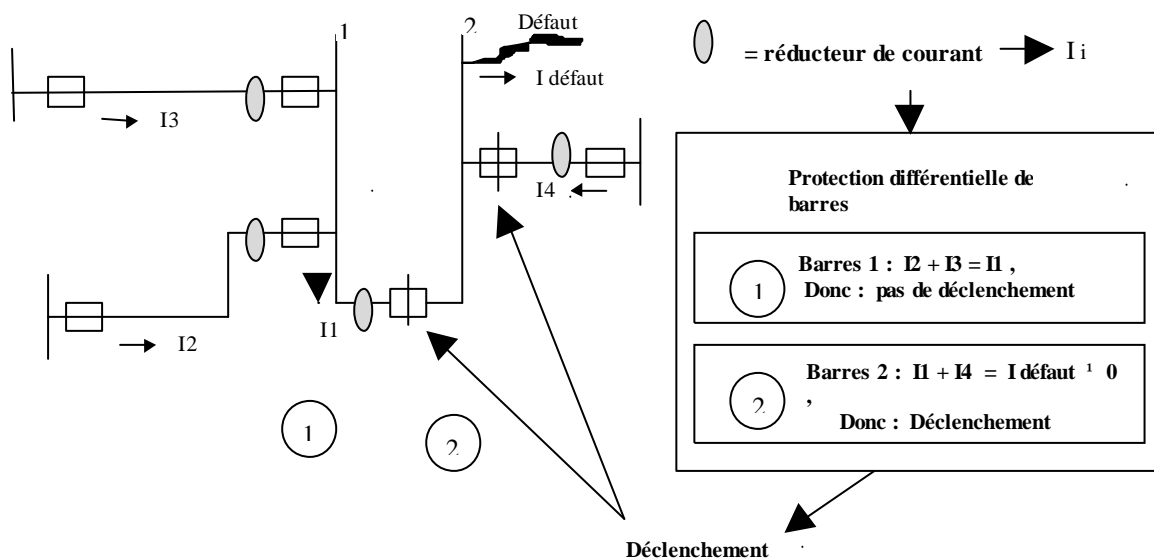 1
2
Défaut
I défaut
I3
I4
I2
I1
1
2
= réducteur de courant
I i
Protection différentielle de
barres
1
Barres 1 : I2 + I3 = I1 ,
Donc : pas de déclenchement
2
Barres 2 : I1 + I4 = I défaut ¹ 0
,
Donc : Déclenchement
Déclenchement